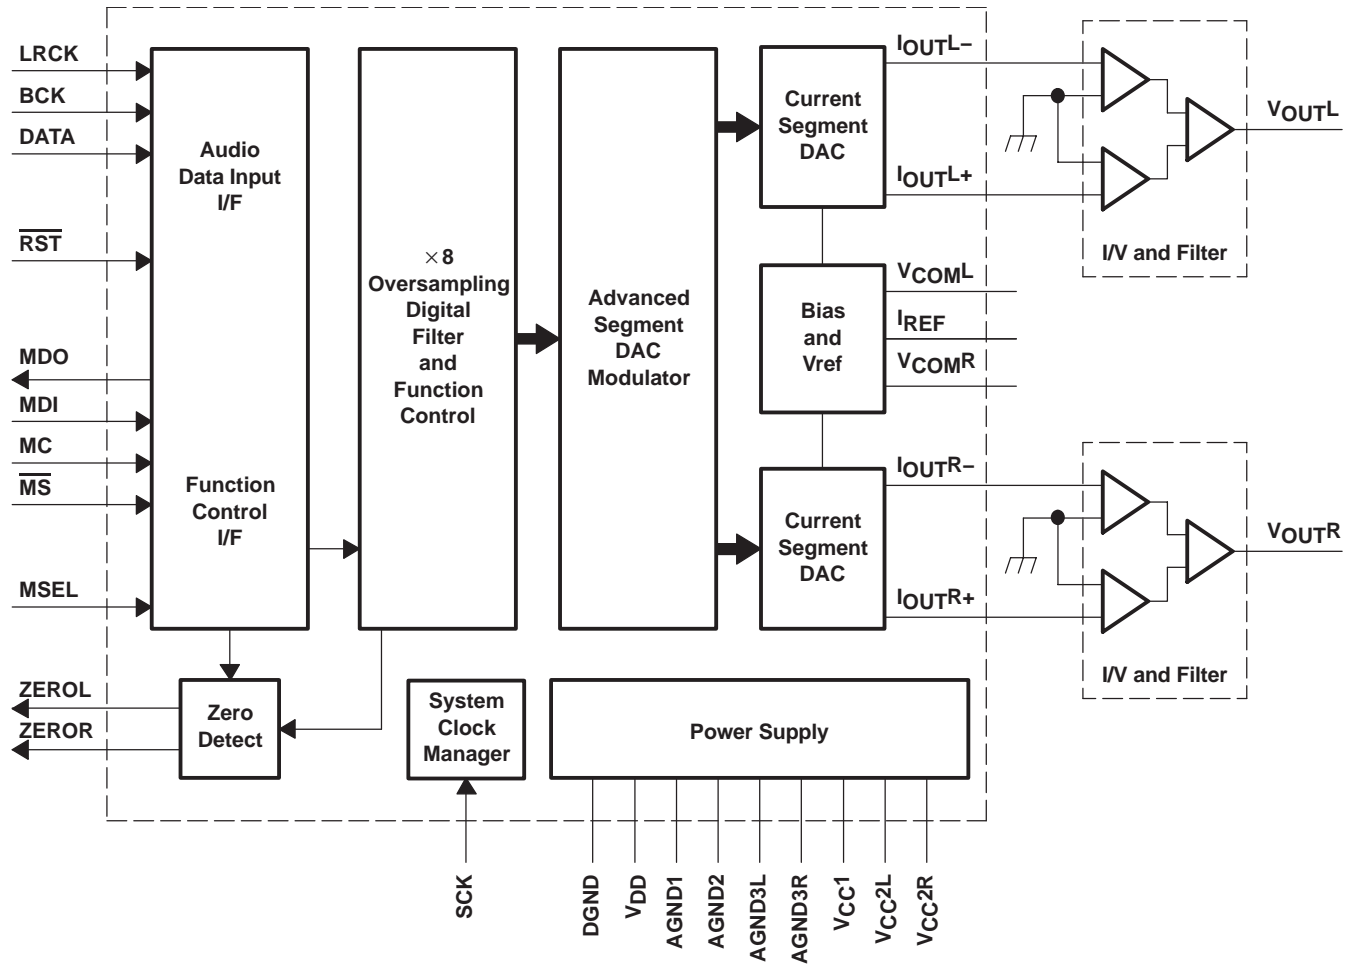 LRCK
BCK
DATA
RST
MDO
MDI
MC
MS
MSEL
ZEROL
ZEROR
Audio
Data Input
I/F
Function
Control
I/F
×8
Oversampling
Digital
Filter
and
Function
Control
Advanced
Segment
DAC
Modulator
Current
Segment
DAC
Bias
and
Vref
Current
Segment
DAC
IOUTL–
IOUTL+
VCOML
IREF
VCOMR
IOUTR–
IOUTR+
VOUTL
I/V and Filter
VOUTR
I/V and Filter
Zero
Detect
System
Clock
Manager
Power Supply
SCK
DGND
VDD
AGND1
AGND2
AGND3L
AGND3R
VCC1
VCC2L
VCC2R